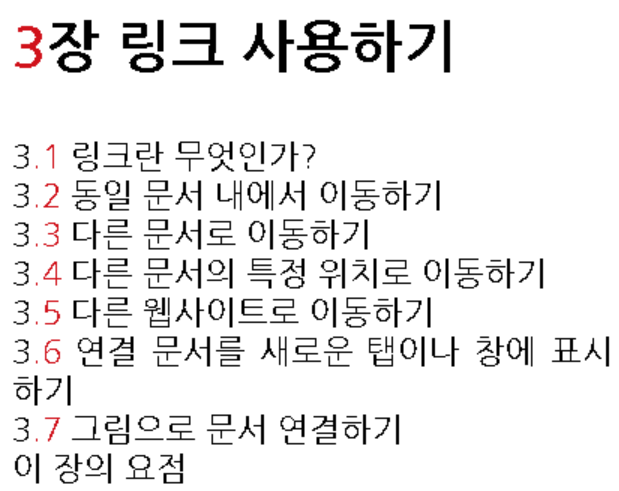 3장 링크 사용하기
3.1 링크란 무엇인가?
3.2 동일 문서 내에서 이동하기
3.3 다른 문서로 이동하기
3.4 다른 문서의 특정 위치로 이동하기
3.5 다른 웹사이트로 이동하기
3.6 연결 문서를 새로운 탭이나 창에 표시
하기
3.7 그림으로 문서 연결하기
이 장의 요점